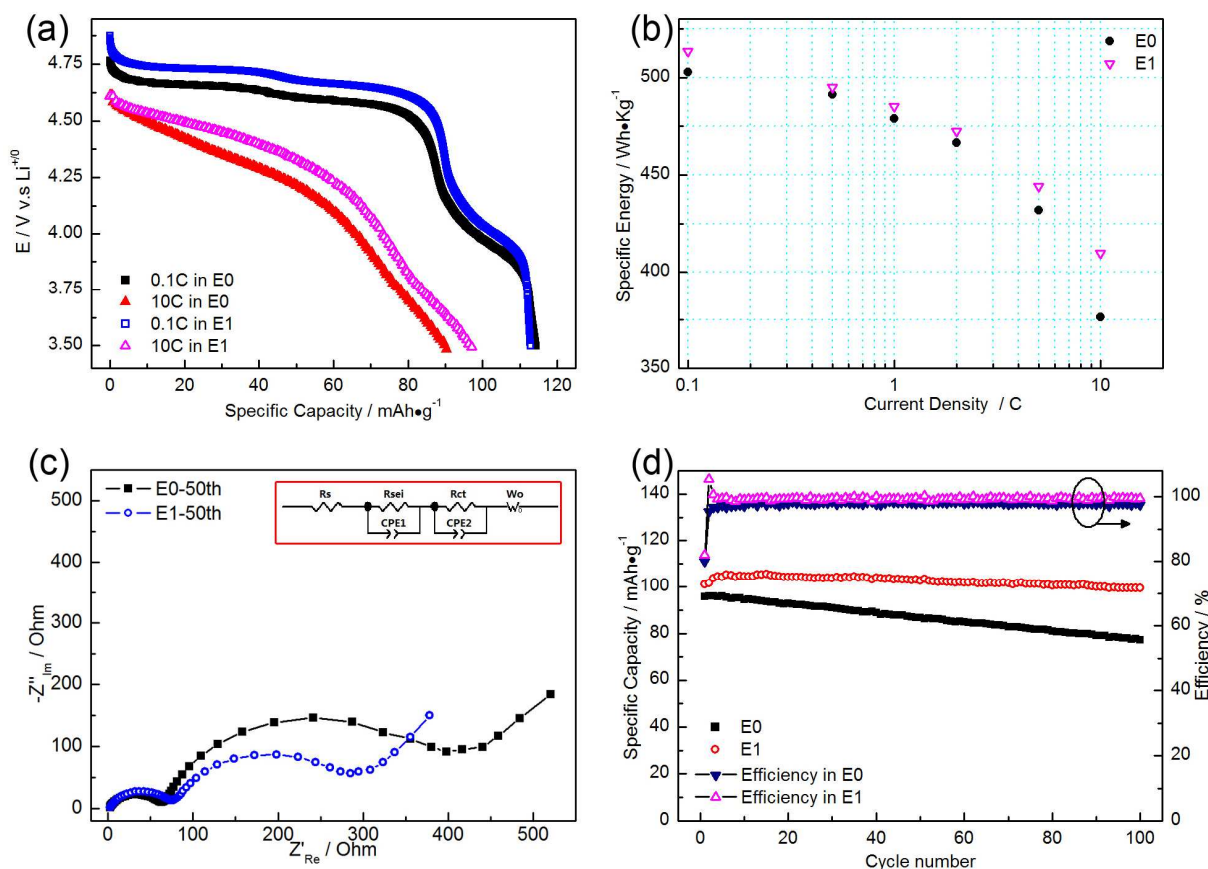 (a)
4.75
4.50
4.25
4.00
3.75
3.50
E / V v.s Li⁺ᐟ⁰
0.1C in E0
10C in E0
0.1C in E1
10C in E1
0 20 40 60 80 100 120
Specific Capacity / mAh•g⁻¹
(b)
E0
E1
500
450
400
350
Specific Energy / Wh•Kg⁻¹
0.1 1 10
Current Density / C
(c)
E0-50th
E1-50th
Rs Rsei Rct Wo
CPE1 CPE2
500
400
300
200
100
0
-Z''Im / Ohm
0 100 200 300 400 500
Z'Re / Ohm
(d)
140
120
100
80
60
40
20
0
Specific Capacity / mAh•g⁻¹
100
80
60
40
20
0
Efficiency / %
E0
E1
Efficiency in E0
Efficiency in E1
0 20 40 60 80 100
Cycle number